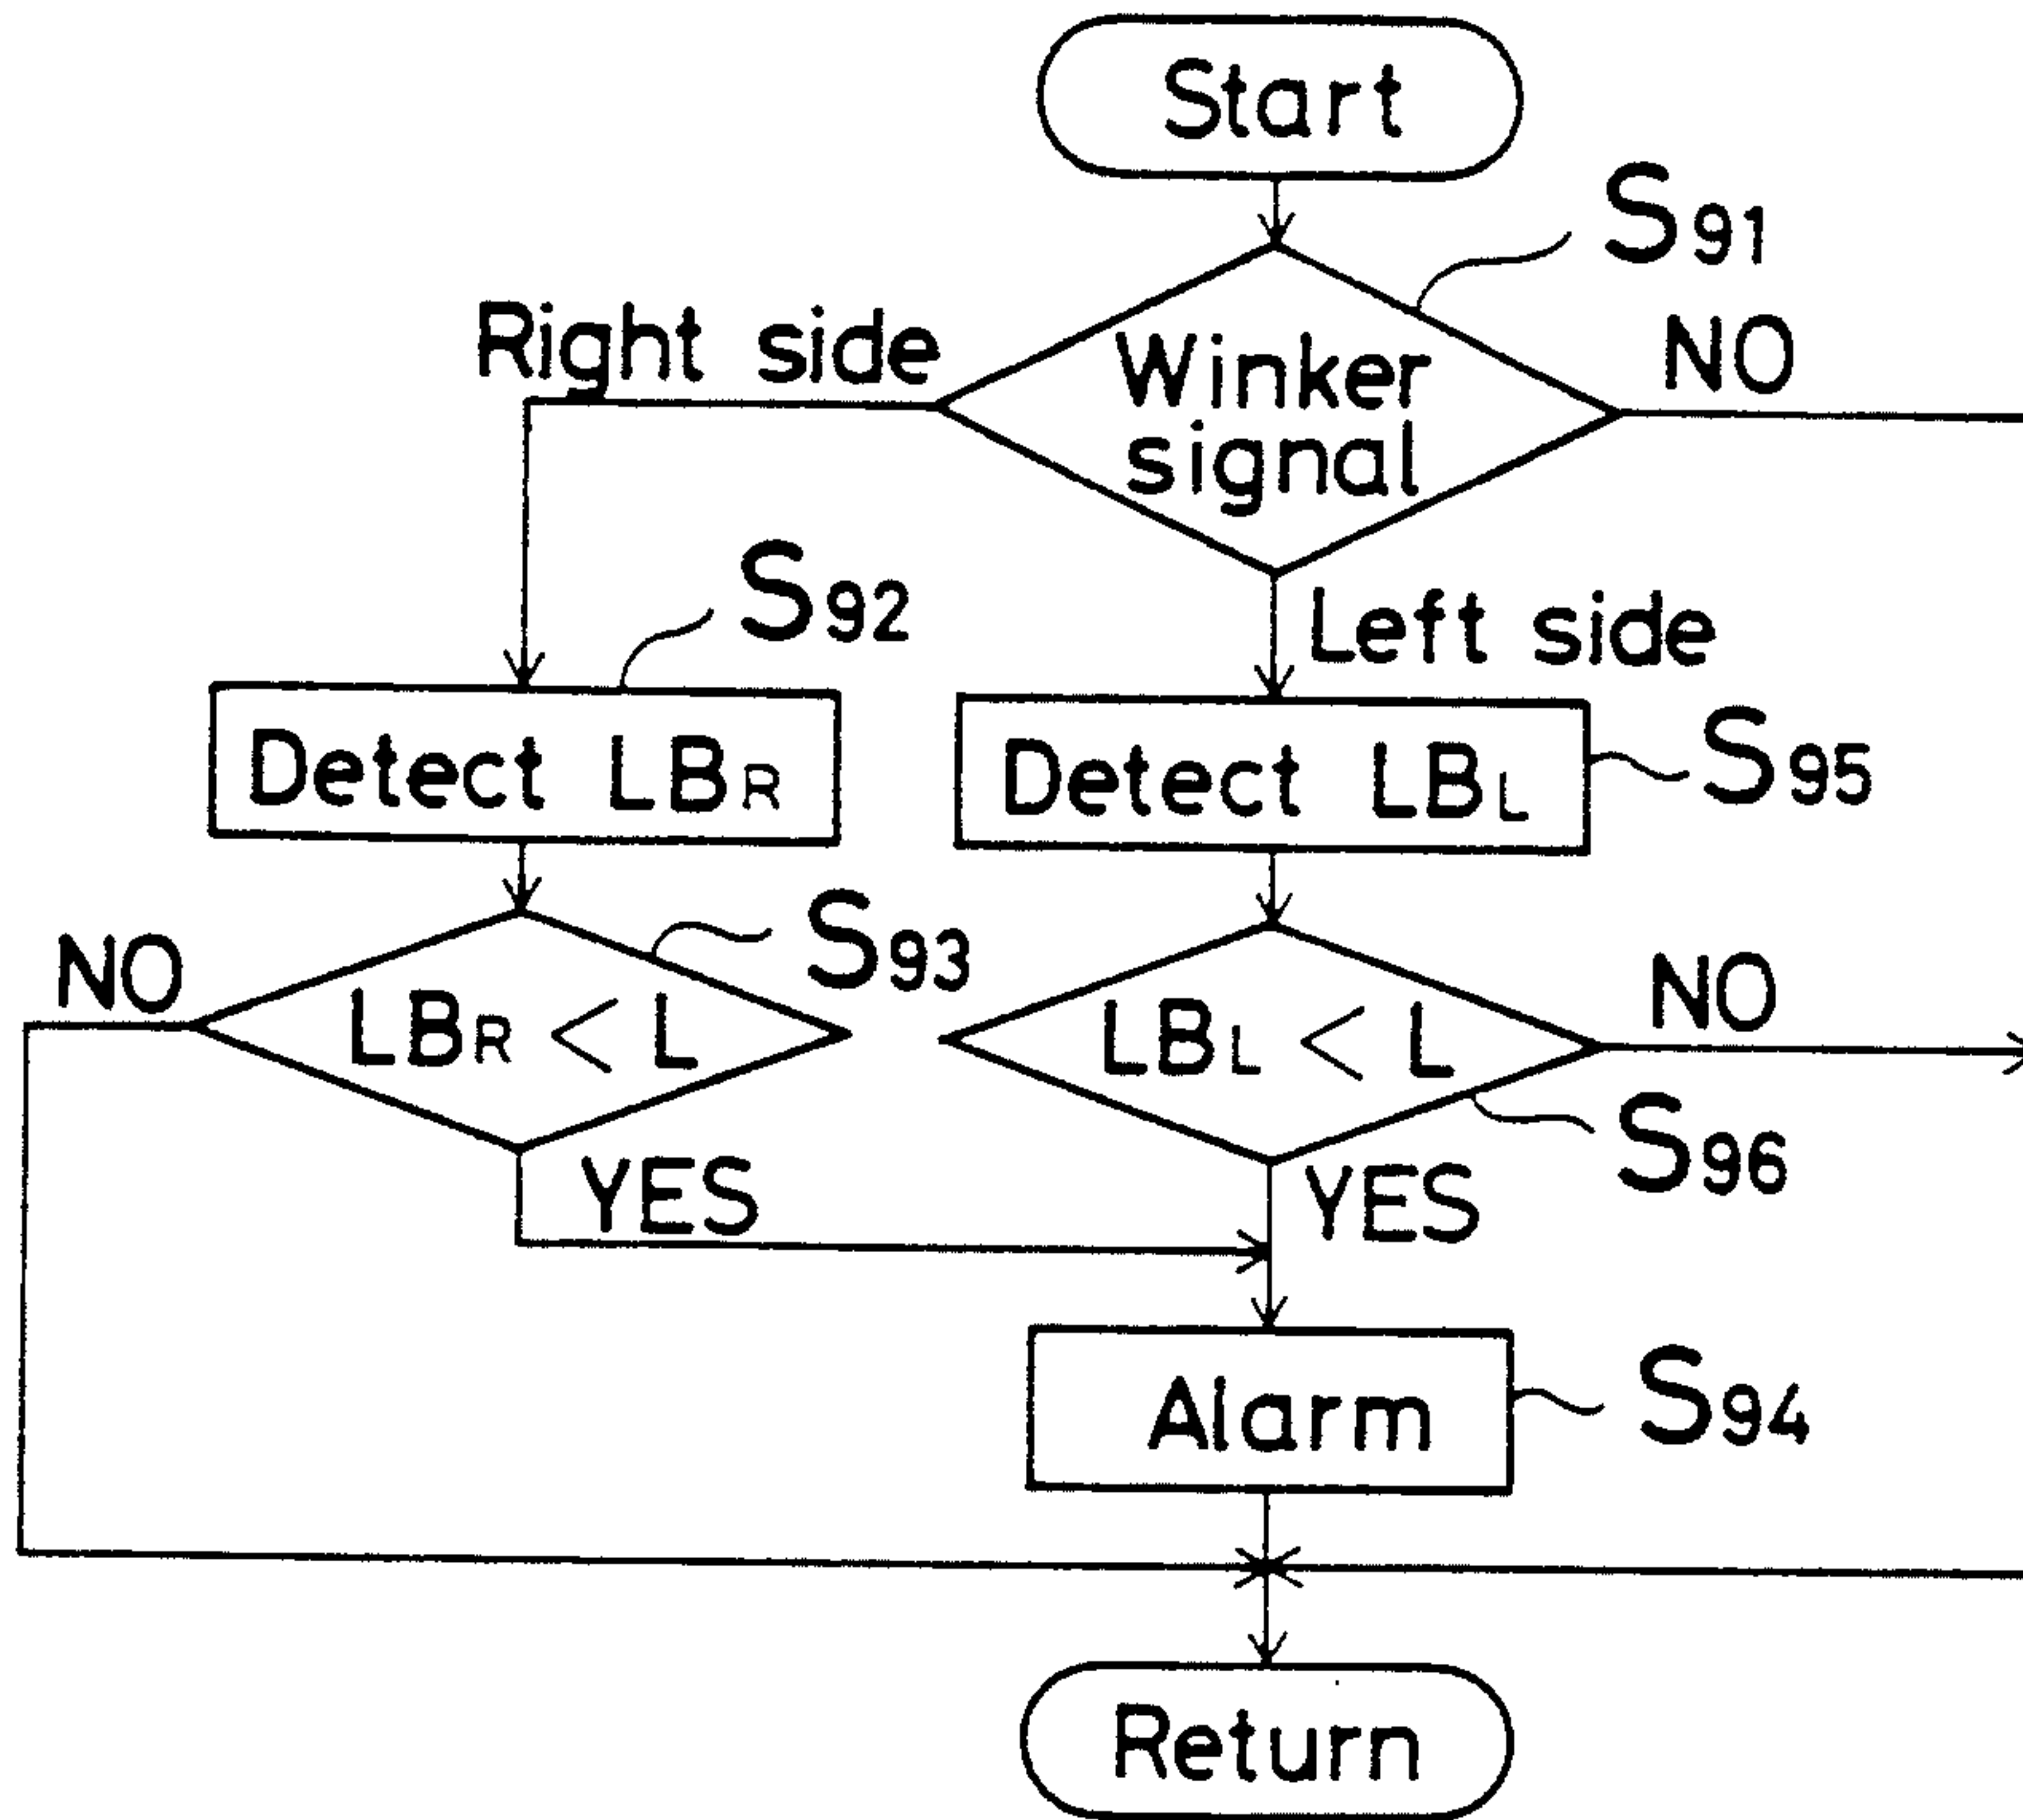 Start
S91
Right side
NO
Winker
signal
S92
Left side
Detect LBR
Detect LBL
S95
S93
NO
NO
LBR < L
LBL < L
S96
YES
YES
Alarm
S94
Return